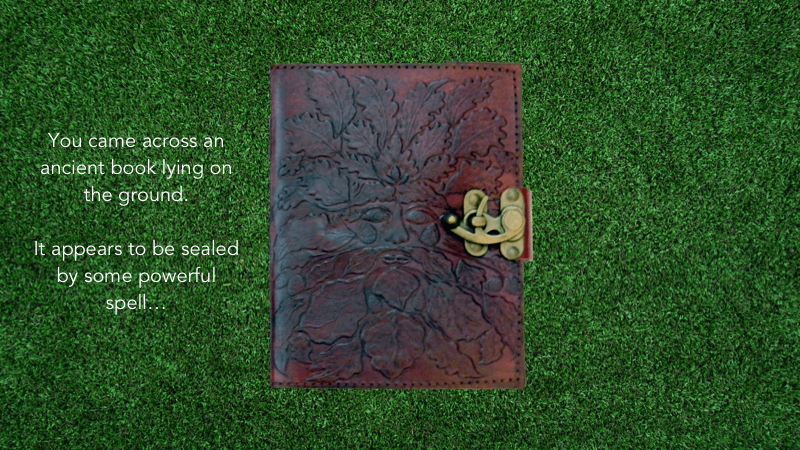 You came across an
ancient book lying on
the ground.
It appears to be sealed
by some powerful
spell...